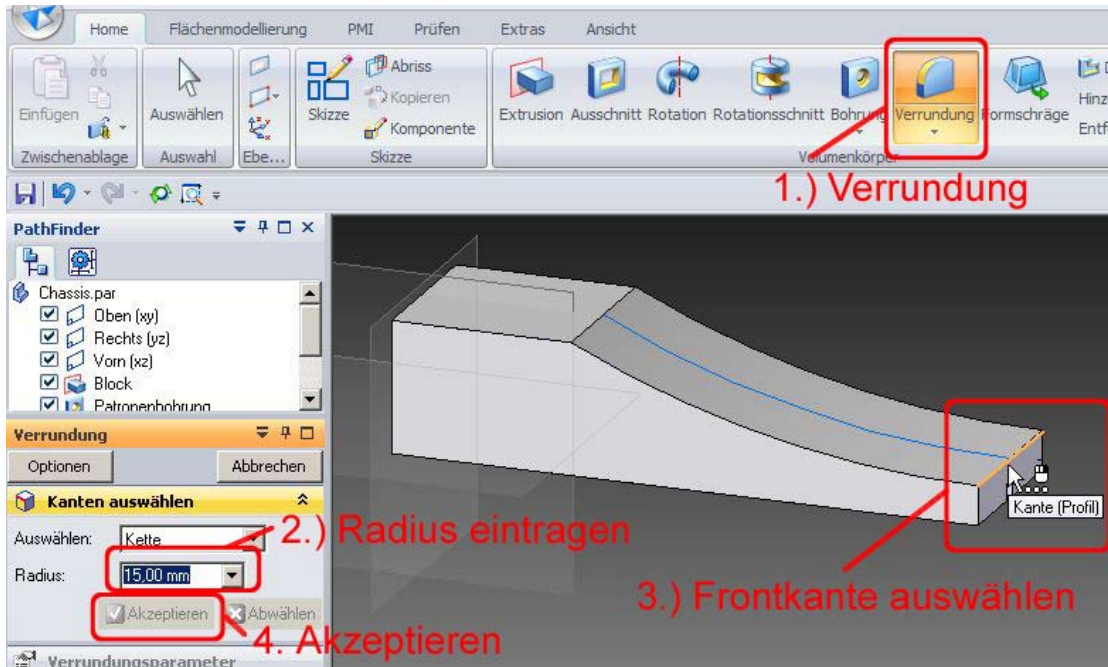 Home Flächenmodellierung PMI Prüfen Extras Ansicht
Einfügen
Auswählen
Skizze
Abriss
Kopieren
Komponente
Extrusion Ausschnitt Rotation Rotationsschnitt Bohrung Verrundung Formschräge
Hinz
Entf
Zwischenablage Auswahl Ebe... Skizze Volumenkörper
1.) Verrundung
PathFinder
Chassis.par
Oben (xy)
Rechts (yz)
Vorn (xz)
Block
Patronenbohrung
Verrundung
Optionen Abbrechen
Kanten auswählen
Auswählen: Kette
2.) Radius eintragen
Radius: 15,00 mm
Akzeptieren Abwählen
4. Akzeptieren
Verrundungsparameter
Kante (Profil)
3.) Frontkante auswählen